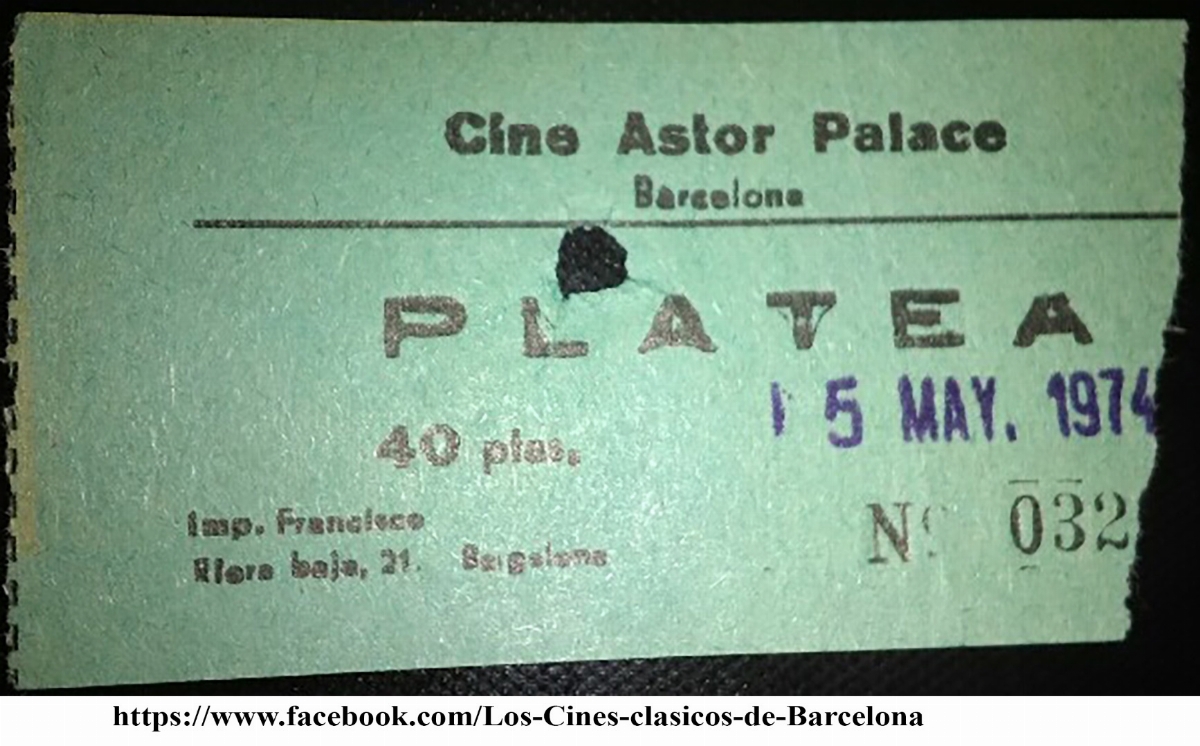 Cine Astor Palace
Barcelona
PLATEA
5 MAY. 1974
40 ptas.
Nº 032
Imp. Francisco
Riera baja, 21. Barcelona
https://www.facebook.com/Los-Cines-clasicos-de-Barcelona